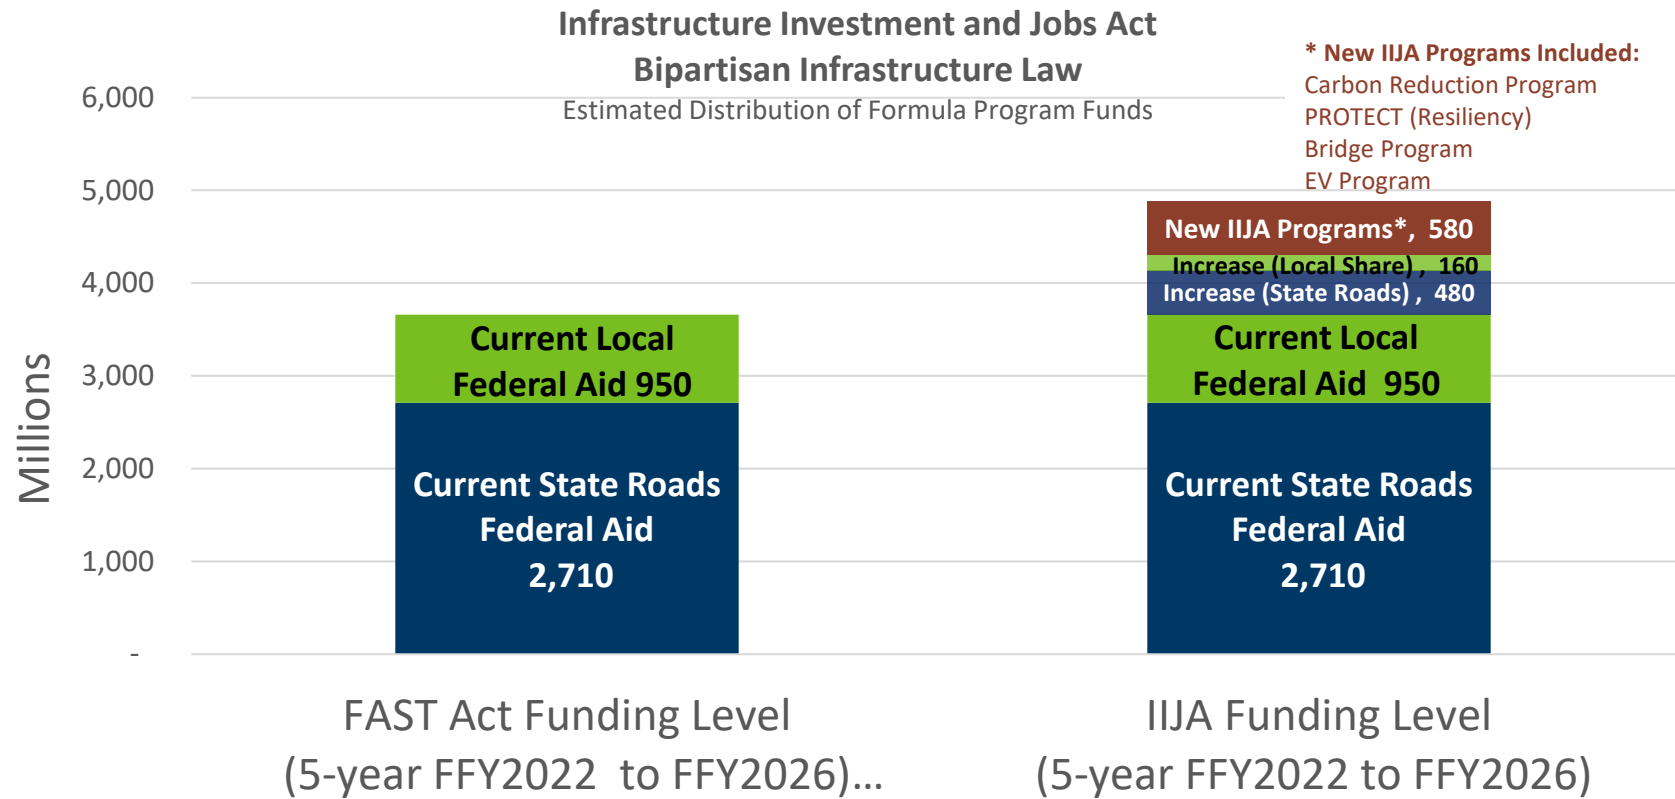 Infrastructure Investment and Jobs Act
Bipartisan Infrastructure Law
Estimated Distribution of Formula Program Funds
* New IIJA Programs Included:
Carbon Reduction Program
PROTECT (Resiliency)
Bridge Program
EV Program
Millions
6,000
5,000
4,000
3,000
2,000
1,000
-
Current Local
Federal Aid 950
Current State Roads
Federal Aid
2,710
New IIJA Programs*, 580
Increase (Local Share) , 160
Increase (State Roads) , 480
Current Local
Federal Aid 950
Current State Roads
Federal Aid
2,710
FAST Act Funding Level
(5-year FFY2022 to FFY2026)...
IIJA Funding Level
(5-year FFY2022 to FFY2026)